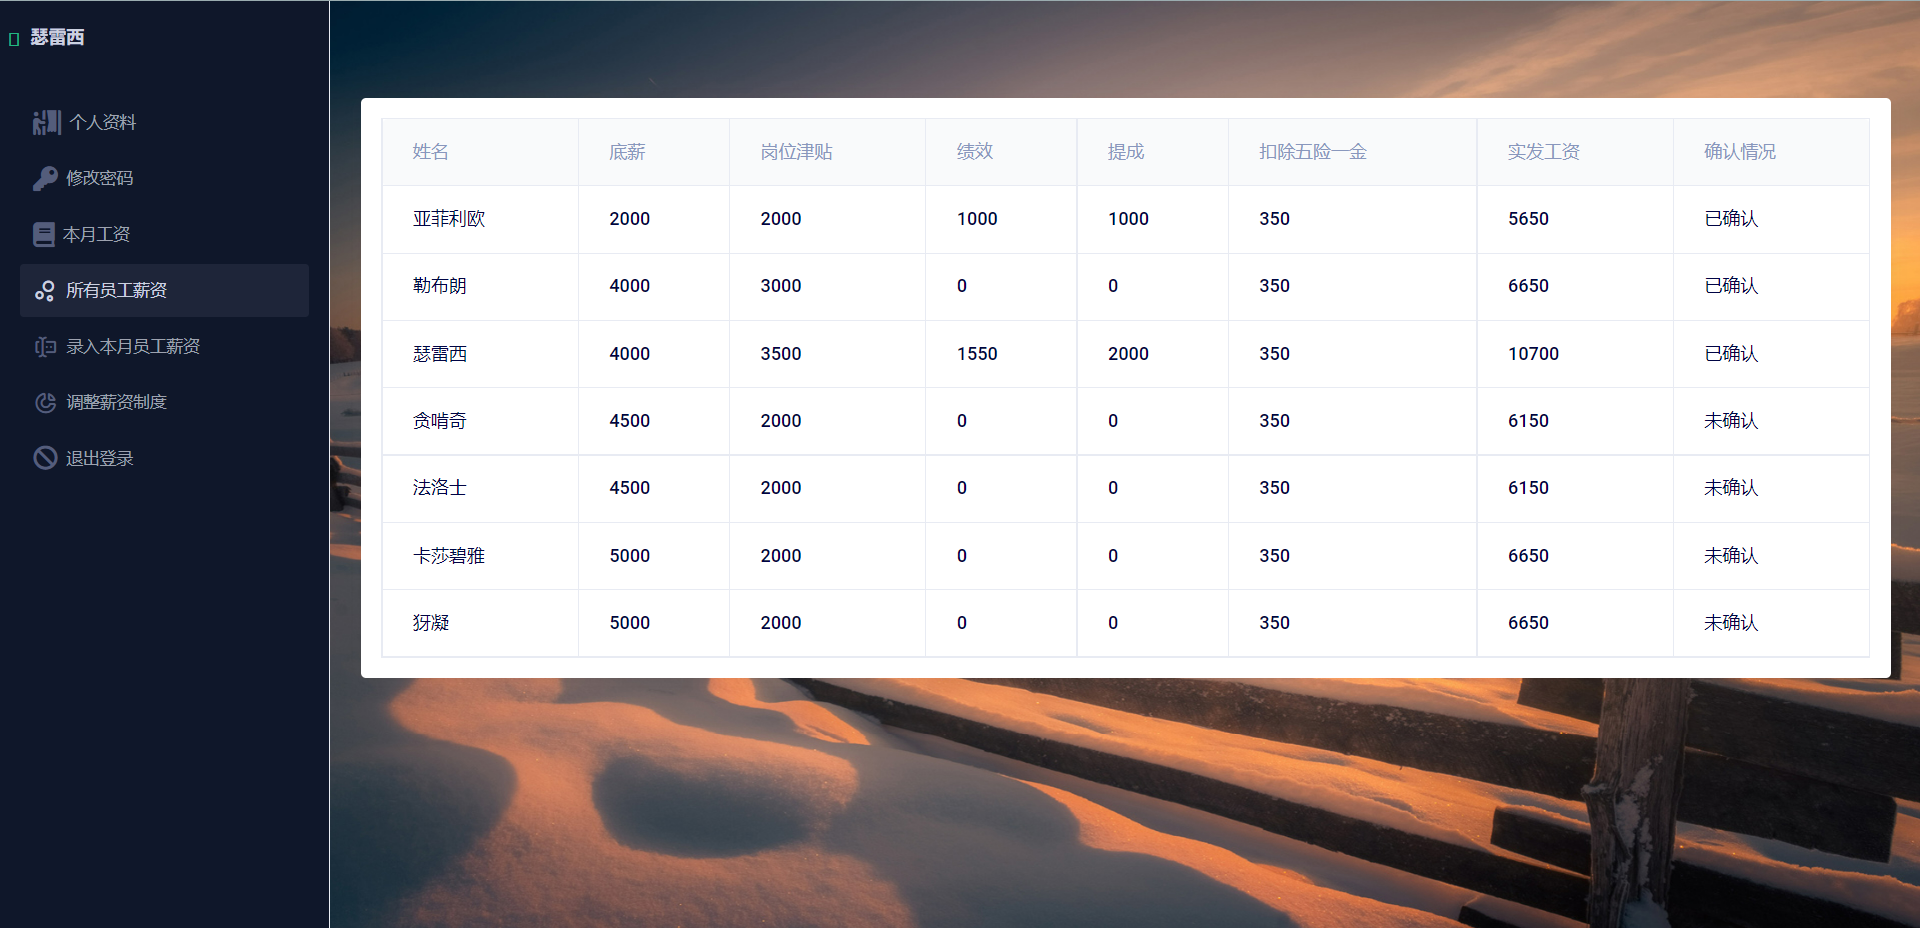 瑟雷西
个人资料
修改密码
本月工资
所有员工薪资
录入本月员工薪资
调整薪资制度
退出登录
姓名 底薪 岗位津贴 绩效 提成 扣除五险一金 实发工资 确认情况
亚菲利欧 2000 2000 1000 1000 350 5650 已确认
勒布朗 4000 3000 0 0 350 6650 已确认
瑟雷西 4000 3500 1550 2000 350 10700 已确认
贪啃奇 4500 2000 0 0 350 6150 未确认
法洛士 4500 2000 0 0 350 6150 未确认
卡莎碧雅 5000 2000 0 0 350 6650 未确认
犽凝 5000 2000 0 0 350 6650 未确认